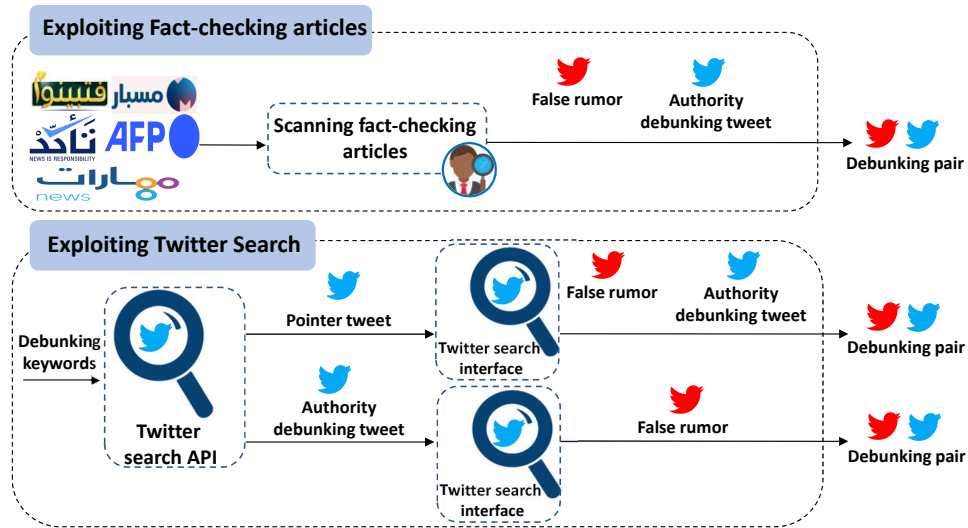 Exploiting Fact-checking articles
فتبينوا
مسبار
تَأكّدْ
NEWS IS RESPONSIBILITY
AFP
مهارات
news
Scanning fact-checking
articles
False rumor
Authority
debunking tweet
Debunking pair
Exploiting Twitter Search
Debunking
keywords
Twitter
search API
Pointer tweet
Authority
debunking tweet
Twitter search
interface
False rumor
Authority
debunking tweet
Debunking pair
Twitter search
interface
False rumor
Debunking pair